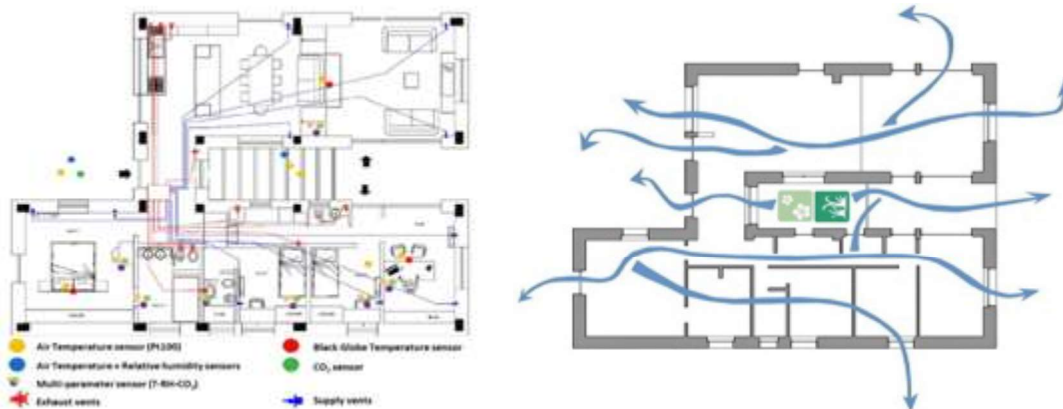 Air Temperature sensor (Pt100)
Black Globe Temperature sensor
Air Temperature + Relative humidity sensors
CO₂ sensor
Multi-parameter sensor (T-RH-CO₂)
Exhaust vents
Supply vents